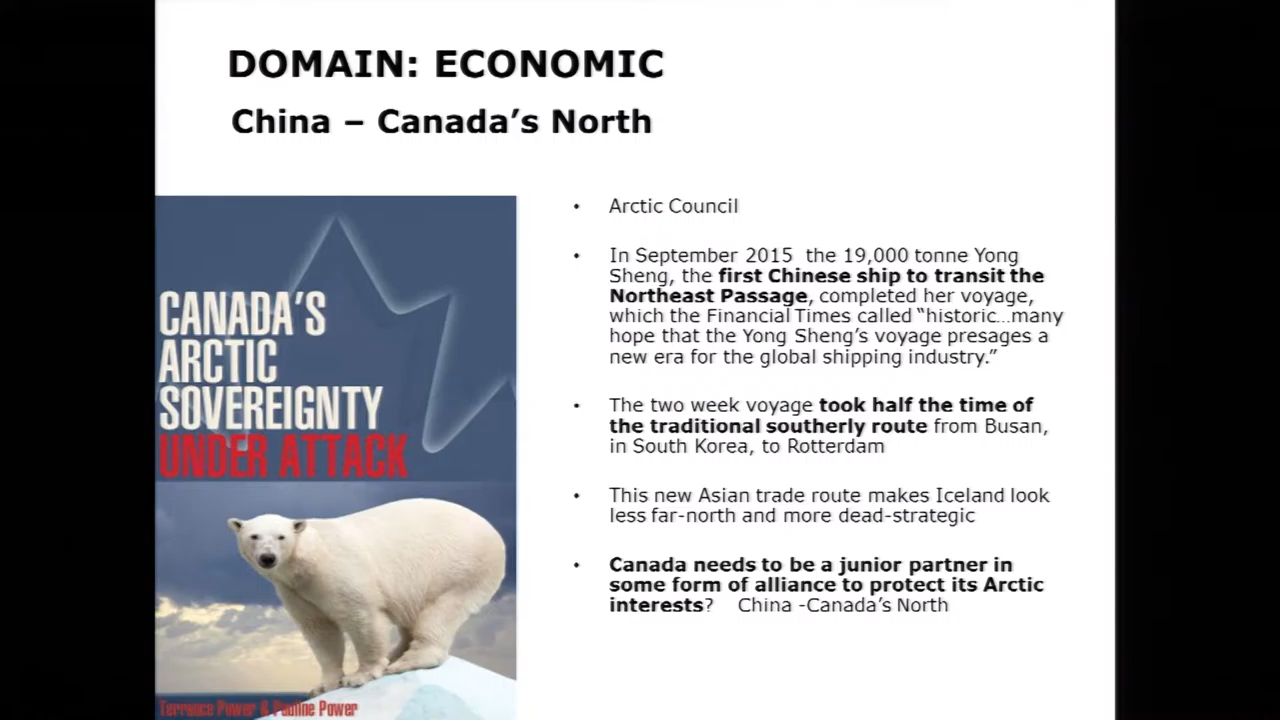 DOMAIN: ECONOMIC
China – Canada’s North
CANADA'S
ARCTIC
SOVEREIGNTY
UNDER ATTACK
Terrance Power & Pauline Power
• Arctic Council
• In September 2015  the 19,000 tonne Yong
Sheng, the first Chinese ship to transit the
Northeast Passage, completed her voyage,
which the Financial Times called “historic…many
hope that the Yong Sheng’s voyage presages a
new era for the global shipping industry.”
• The two week voyage took half the time of
the traditional southerly route from Busan,
in South Korea, to Rotterdam
• This new Asian trade route makes Iceland look
less far-north and more dead-strategic
• Canada needs to be a junior partner in
some form of alliance to protect its Arctic
interests?    China -Canada’s North